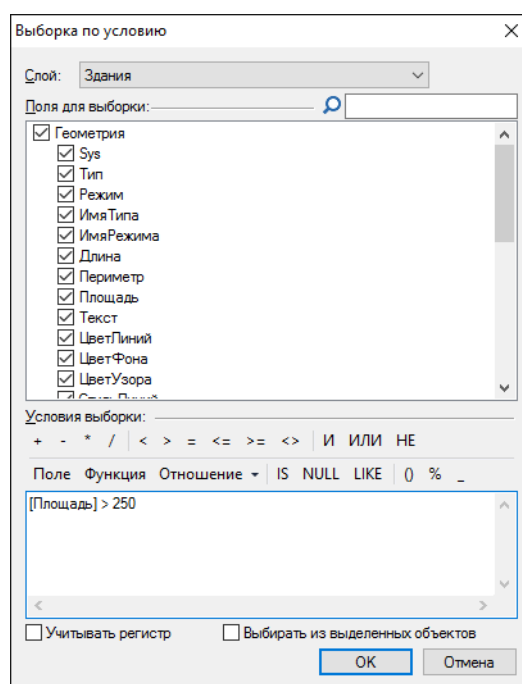 Выборка по условию
Слой: Здания
Поля для выборки:
Геометрия
Sys
Тип
Режим
ИмяТипа
ИмяРежима
Длина
Периметр
Площадь
Текст
ЦветЛиний
ЦветФона
ЦветУзора
Условия выборки:
+ - * / < > = <= >= <> И ИЛИ НЕ
Поле Функция Отношение IS NULL LIKE () % _
[Площадь] > 250
Учитывать регистр Выбирать из выделенных объектов
OK Отмена